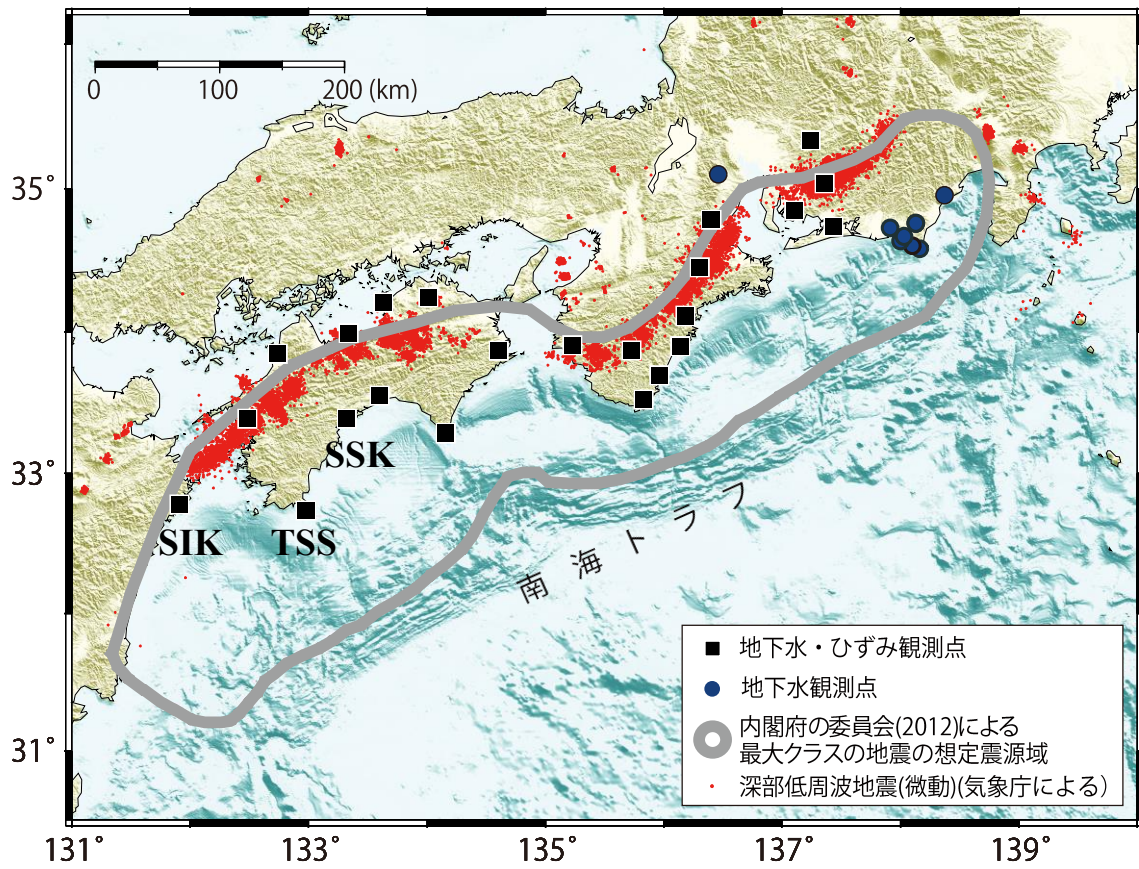 0 100 200 (km)
35°
33°
31°
SSK
SIK
TSS
南海トラフ
地下水・ひずみ観測点
地下水観測点
内閣府の委員会(2012)による
最大クラスの地震の想定震源域
深部低周波地震(微動)(気象庁による)
131° 133° 135° 137° 139°